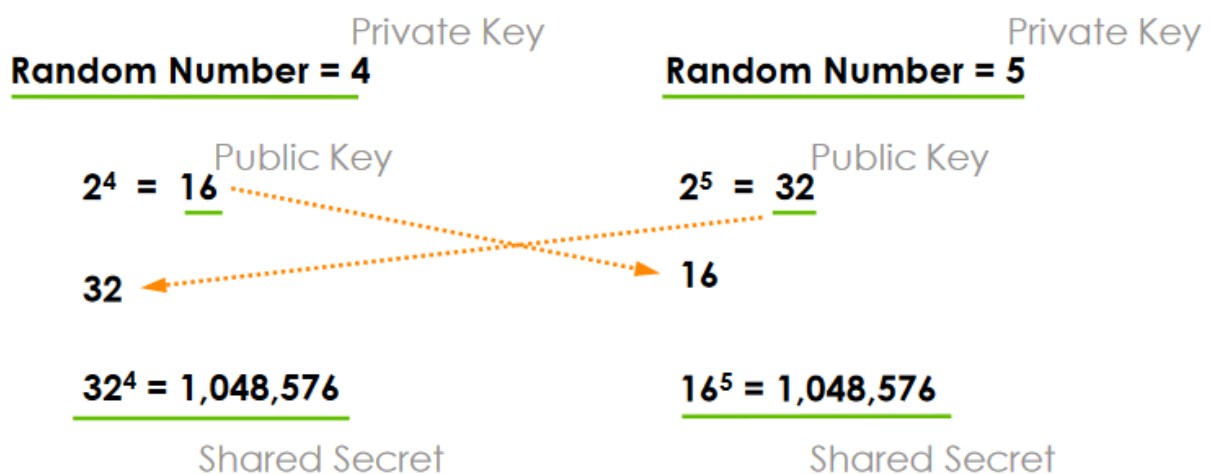 Private Key
Random Number = 4
Public Key
2⁴ = 16
32
32⁴ = 1,048,576
Shared Secret
Private Key
Random Number = 5
Public Key
2⁵ = 32
16
16⁵ = 1,048,576
Shared Secret